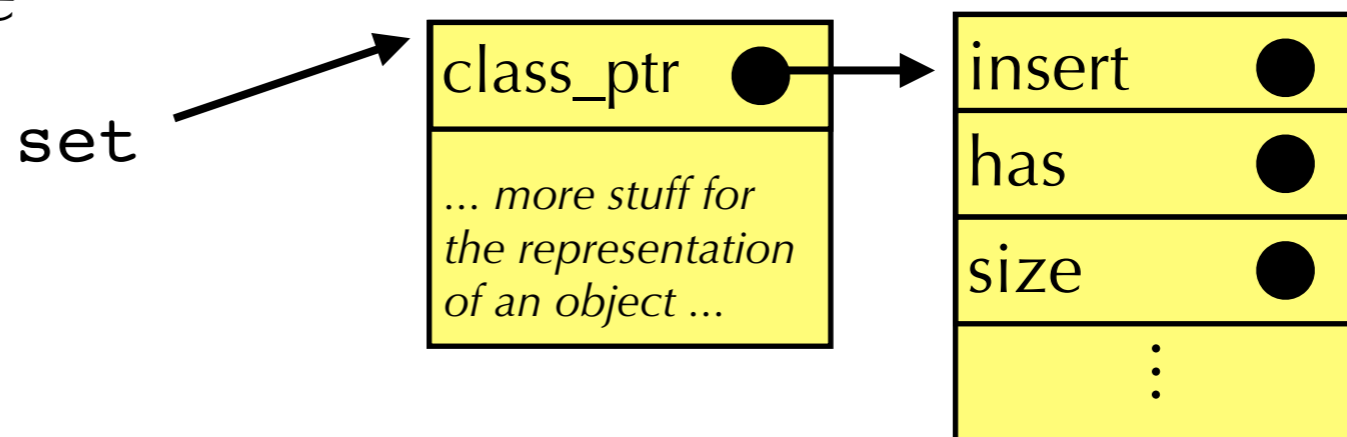 set
class_ptr
... more stuff for
the representation
of an object ...
insert
has
size
⋮